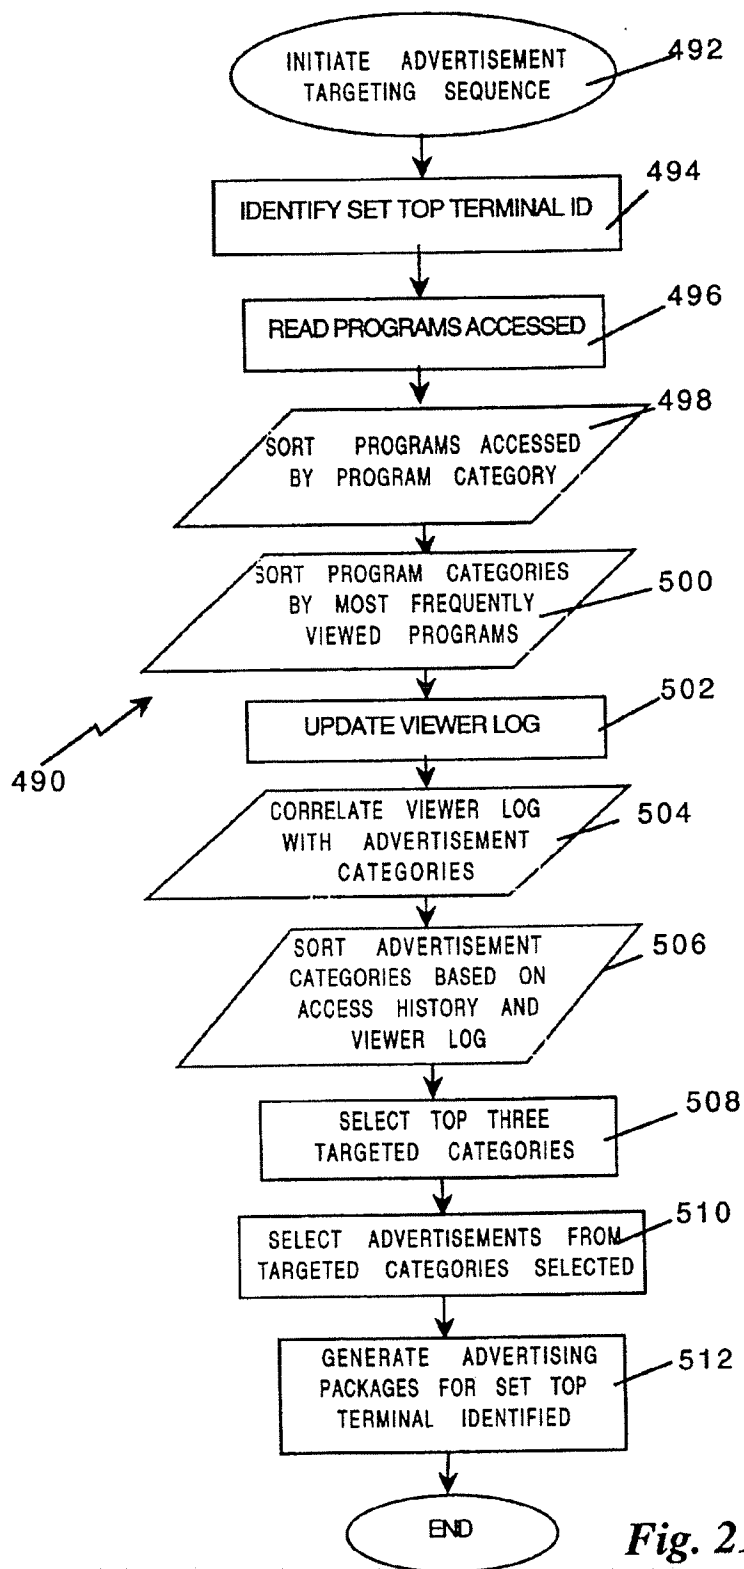 INITIATE ADVERTISEMENT
TARGETING SEQUENCE
492
IDENTIFY SET TOP TERMINAL ID
494
READ PROGRAMS ACCESSED
496
SORT PROGRAMS ACCESSED
BY PROGRAM CATEGORY
498
SORT PROGRAM CATEGORIES
BY MOST FREQUENTLY
VIEWED PROGRAMS
500
UPDATE VIEWER LOG
502
490
CORRELATE VIEWER LOG
WITH ADVERTISEMENT
CATEGORIES
504
SORT ADVERTISEMENT
CATEGORIES BASED ON
ACCESS HISTORY AND
VIEWER LOG
506
SELECT TOP THREE
TARGETED CATEGORIES
508
SELECT ADVERTISEMENTS FROM
TARGETED CATEGORIES SELECTED
510
GENERATE ADVERTISING
PACKAGES FOR SET TOP
TERMINAL IDENTIFIED
512
END
Fig.